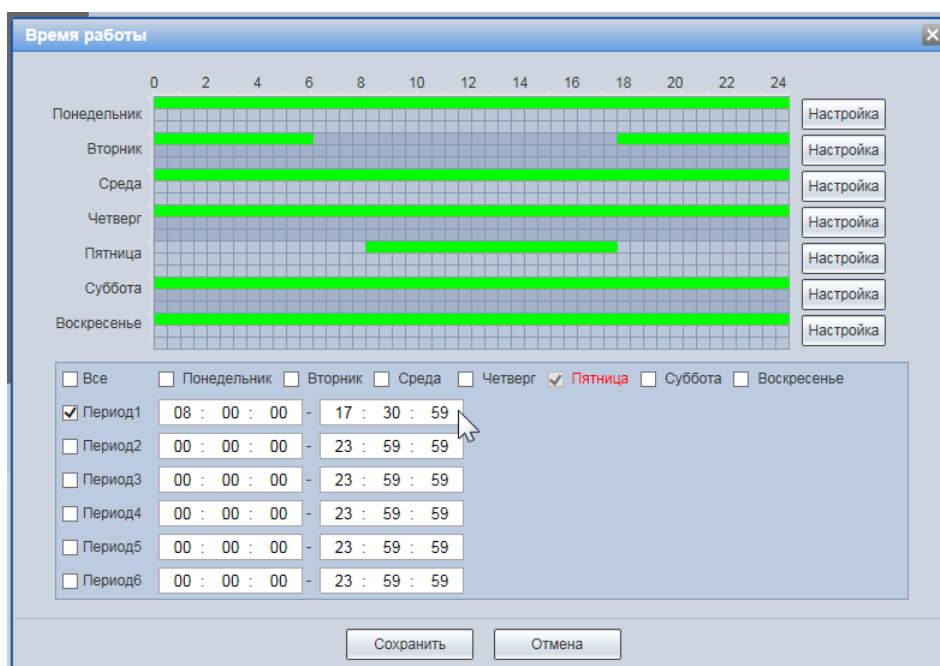 Время работы
0 2 4 6 8 10 12 14 16 18 20 22 24
Понедельник Настройка
Вторник Настройка
Среда Настройка
Четверг Настройка
Пятница Настройка
Суббота Настройка
Воскресенье Настройка
Все Понедельник Вторник Среда Четверг Пятница Суббота Воскресенье
Период1 08 : 00 : 00 - 17 : 30 : 59
Период2 00 : 00 : 00 - 23 : 59 : 59
Период3 00 : 00 : 00 - 23 : 59 : 59
Период4 00 : 00 : 00 - 23 : 59 : 59
Период5 00 : 00 : 00 - 23 : 59 : 59
Период6 00 : 00 : 00 - 23 : 59 : 59
Сохранить Отмена